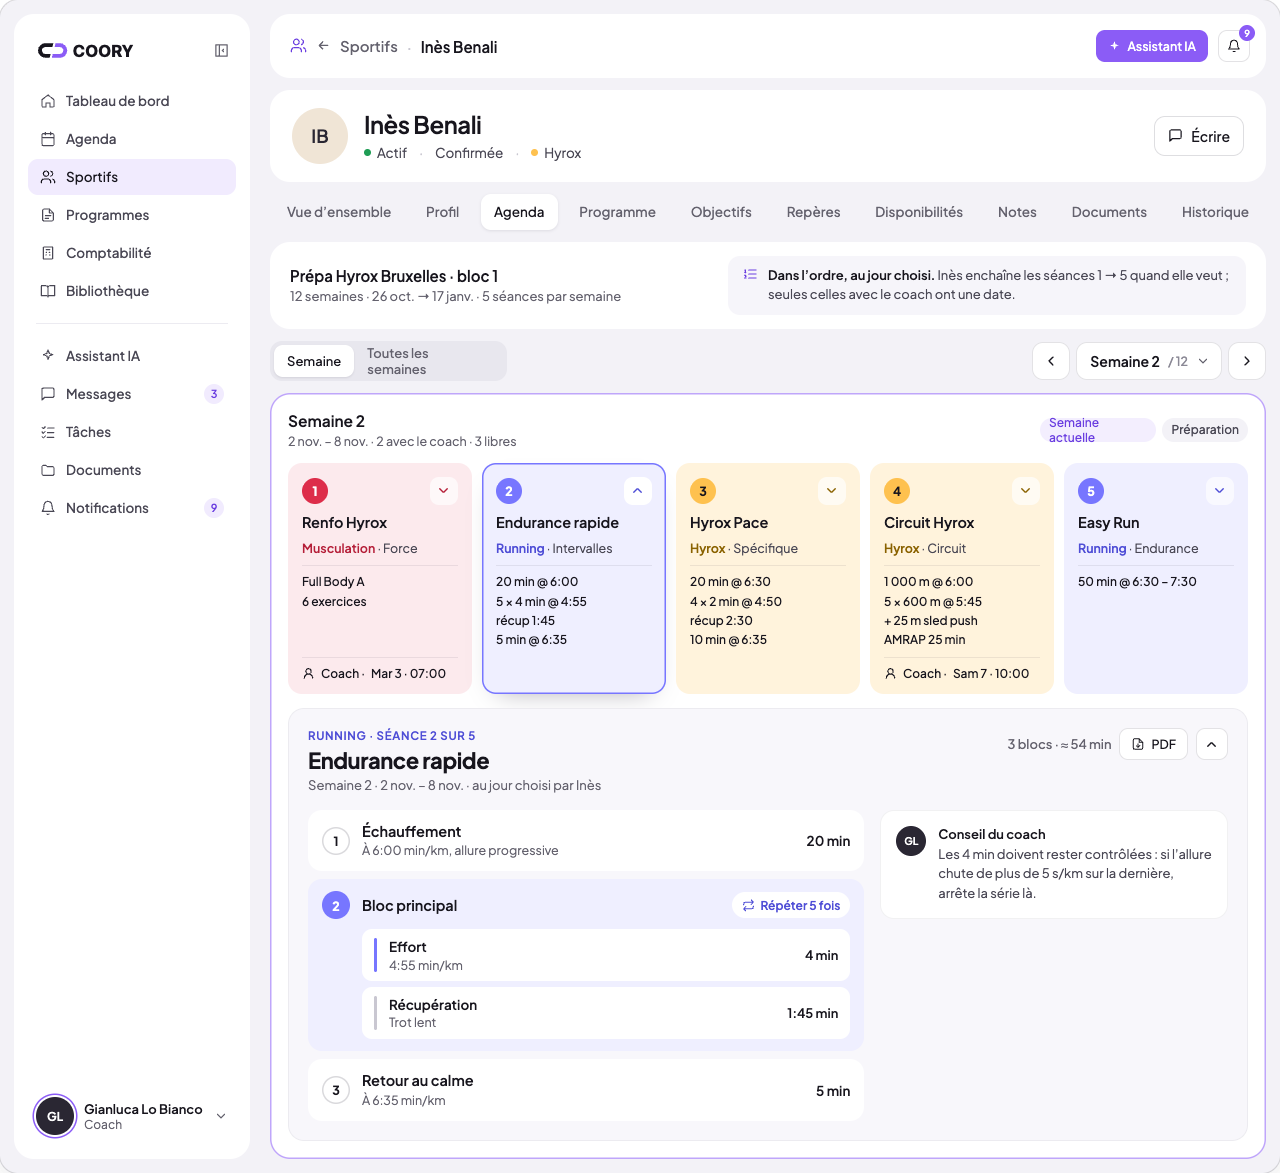 COORY
Tableau de bord
Agenda
Sportifs
Programmes
Comptabilité
Bibliothèque
Assistant IA
Messages 3
Tâches
Documents
Notifications 9
GL
Gianluca Lo Bianco
Coach
← Sportifs · Inès Benali
Assistant IA
9
IB
Inès Benali
Actif · Confirmée · Hyrox
Écrire
Vue d’ensemble Profil Agenda Programme Objectifs Repères Disponibilités Notes Documents Historique
Prépa Hyrox Bruxelles · bloc 1
12 semaines · 26 oct. → 17 janv. · 5 séances par semaine
Dans l’ordre, au jour choisi. Inès enchaîne les séances 1 → 5 quand elle veut ;
seules celles avec le coach ont une date.
Semaine
Toutes les
semaines
Semaine 2 / 12
Semaine 2
2 nov. – 8 nov. · 2 avec le coach · 3 libres
Semaine
actuelle
Préparation
1
Renfo Hyrox
Musculation · Force
Full Body A
6 exercices
Coach · Mar 3 · 07:00
2
Endurance rapide
Running · Intervalles
20 min @ 6:00
5 × 4 min @ 4:55
récup 1:45
5 min @ 6:35
3
Hyrox Pace
Hyrox · Spécifique
20 min @ 6:30
4 × 2 min @ 4:50
récup 2:30
10 min @ 6:35
4
Circuit Hyrox
Hyrox · Circuit
1 000 m @ 6:00
5 × 600 m @ 5:45
+ 25 m sled push
AMRAP 25 min
Coach · Sam 7 · 10:00
5
Easy Run
Running · Endurance
50 min @ 6:30 – 7:30
RUNNING · SÉANCE 2 SUR 5
Endurance rapide
Semaine 2 · 2 nov. – 8 nov. · au jour choisi par Inès
3 blocs · ≈ 54 min
PDF
1
Échauffement
À 6:00 min/km, allure progressive
20 min
2
Bloc principal
Répéter 5 fois
Effort
4:55 min/km
4 min
Récupération
Trot lent
1:45 min
3
Retour au calme
À 6:35 min/km
5 min
GL
Conseil du coach
Les 4 min doivent rester contrôlées : si l’allure
chute de plus de 5 s/km sur la dernière,
arrête la série là.